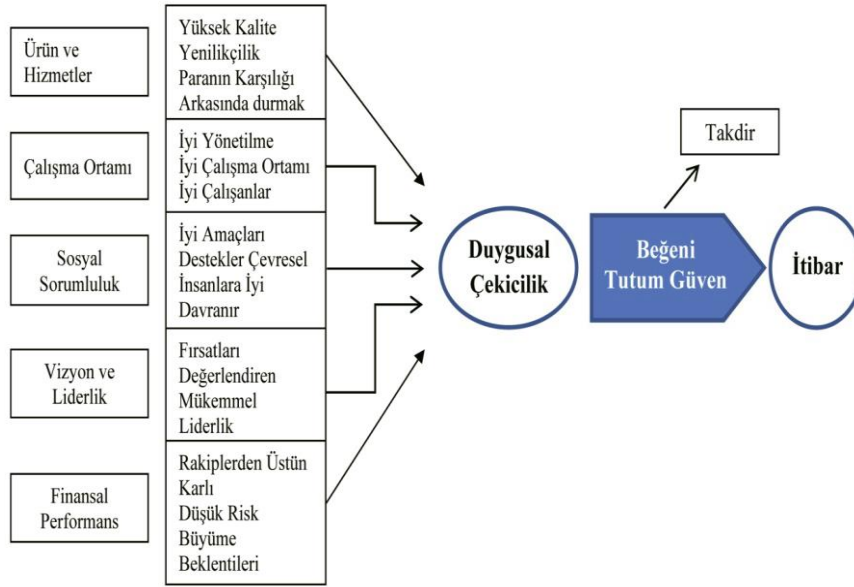 Ürün ve
Hizmetler
Yüksek Kalite
Yenilikçilik
Paranın Karşılığı
Arkasında durmak
Çalışma Ortamı
İyi Yönetilme
İyi Çalışma Ortamı
İyi Çalışanlar
Sosyal
Sorumluluk
İyi Amaçları
Destekler Çevresel
İnsanlara İyi
Davranır
Vizyon ve
Liderlik
Fırsatları
Değerlendiren
Mükemmel
Liderlik
Finansal
Performans
Rakiplerden Üstün
Karlı
Düşük Risk
Büyüme
Beklentileri
Duygusal
Çekicilik
Takdir
Beğeni
Tutum Güven
İtibar